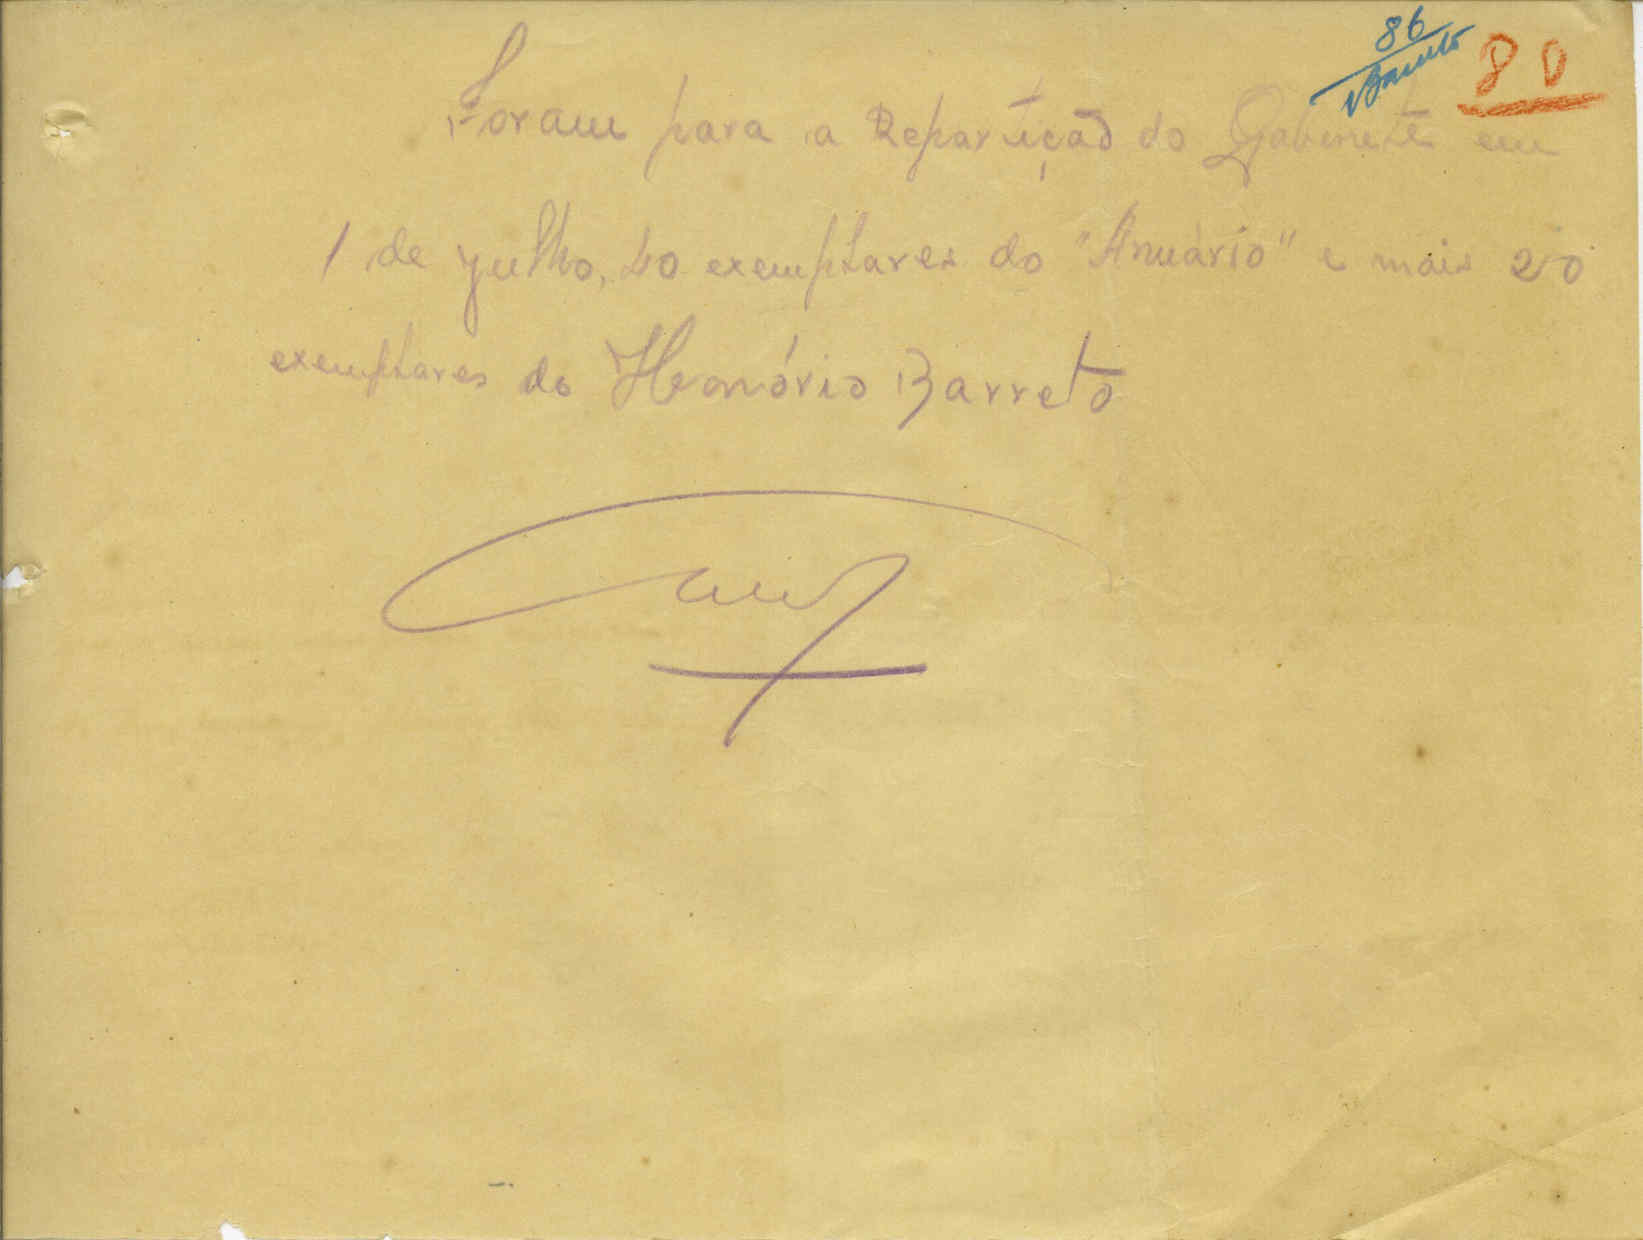 86
80
Foram para a Repartição do Gabinete em
1 de julho, 40 exemplares do "Anuário" e mais 20
exemplares do Honório Barreto